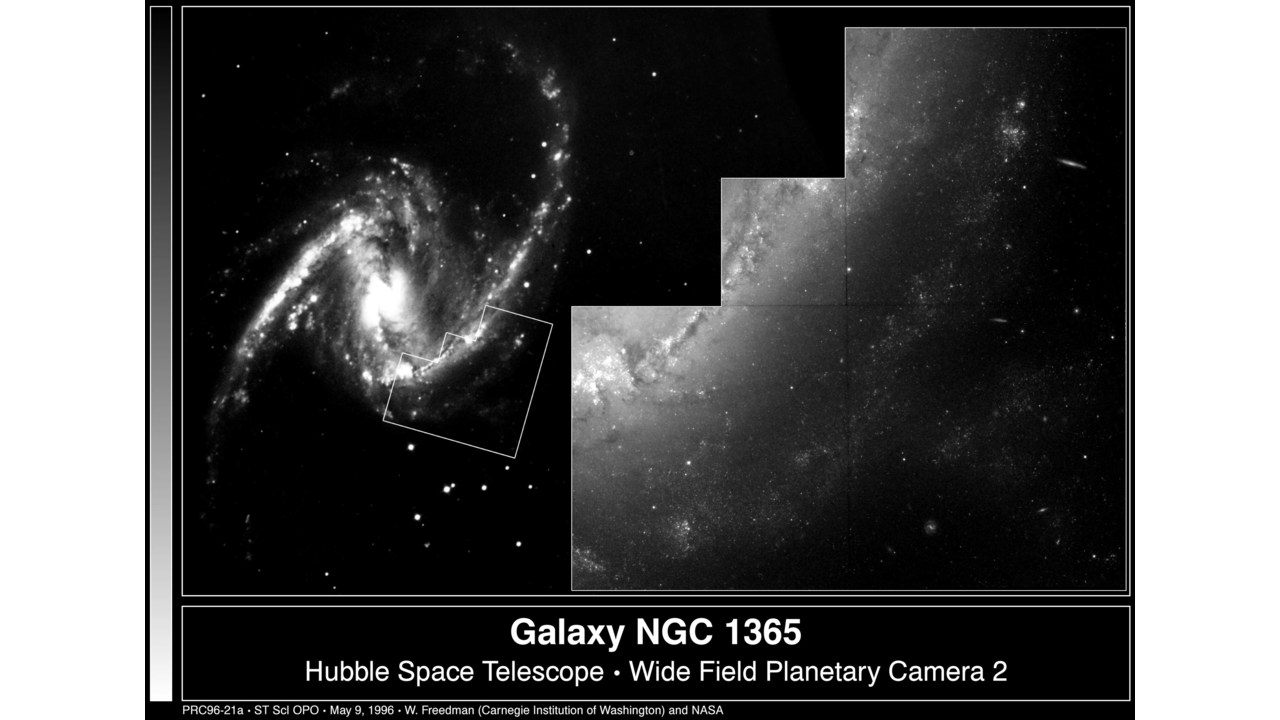 Galaxy NGC 1365
Hubble Space Telescope • Wide Field Planetary Camera 2
PRC96-21a • ST ScI OPO • May 9, 1996 • W. Freedman (Carnegie Institution of Washington) and NASA